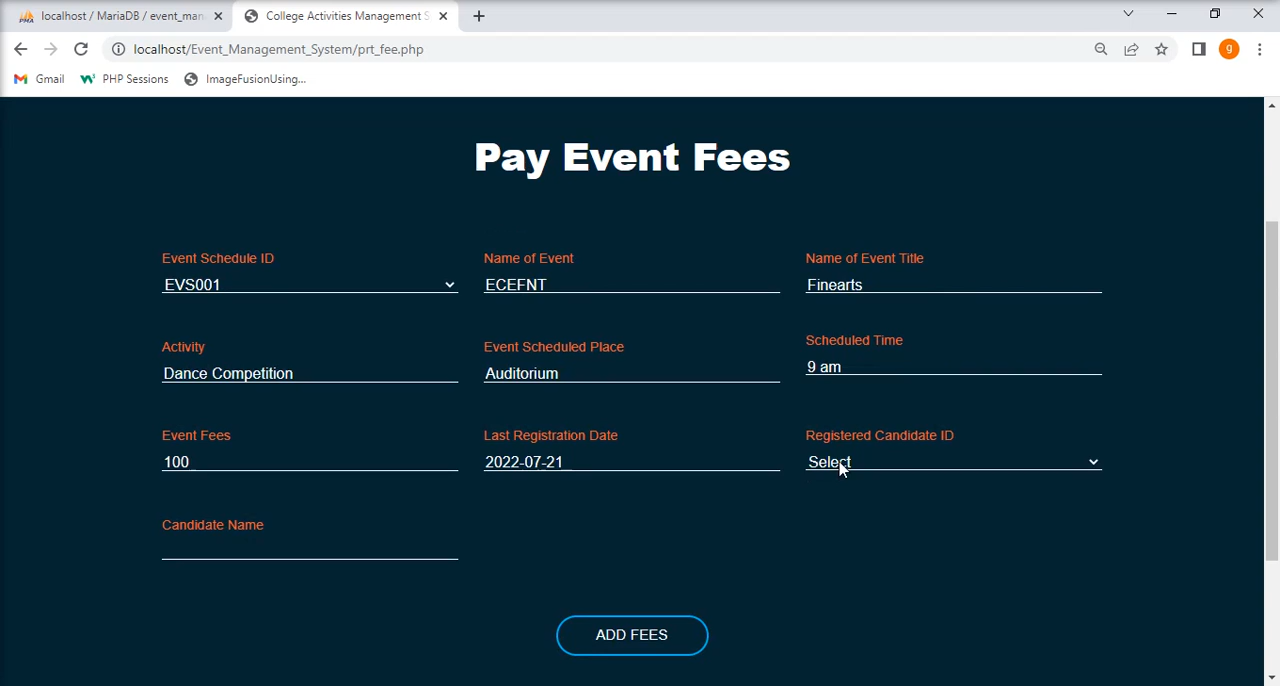 localhost / MariaDB / event_man
College Activities Management S
localhost/Event_Management_System/prt_fee.php
g
Gmail
PHP Sessions
ImageFusionUsing...
Pay Event Fees
Event Schedule ID
Name of Event
Name of Event Title
EVS001
ECEFNT
Finearts
Activity
Event Scheduled Place
Scheduled Time
Dance Competition
Auditorium
9 am
Event Fees
Last Registration Date
Registered Candidate ID
100
2022-07-21
Select
Candidate Name
ADD FEES